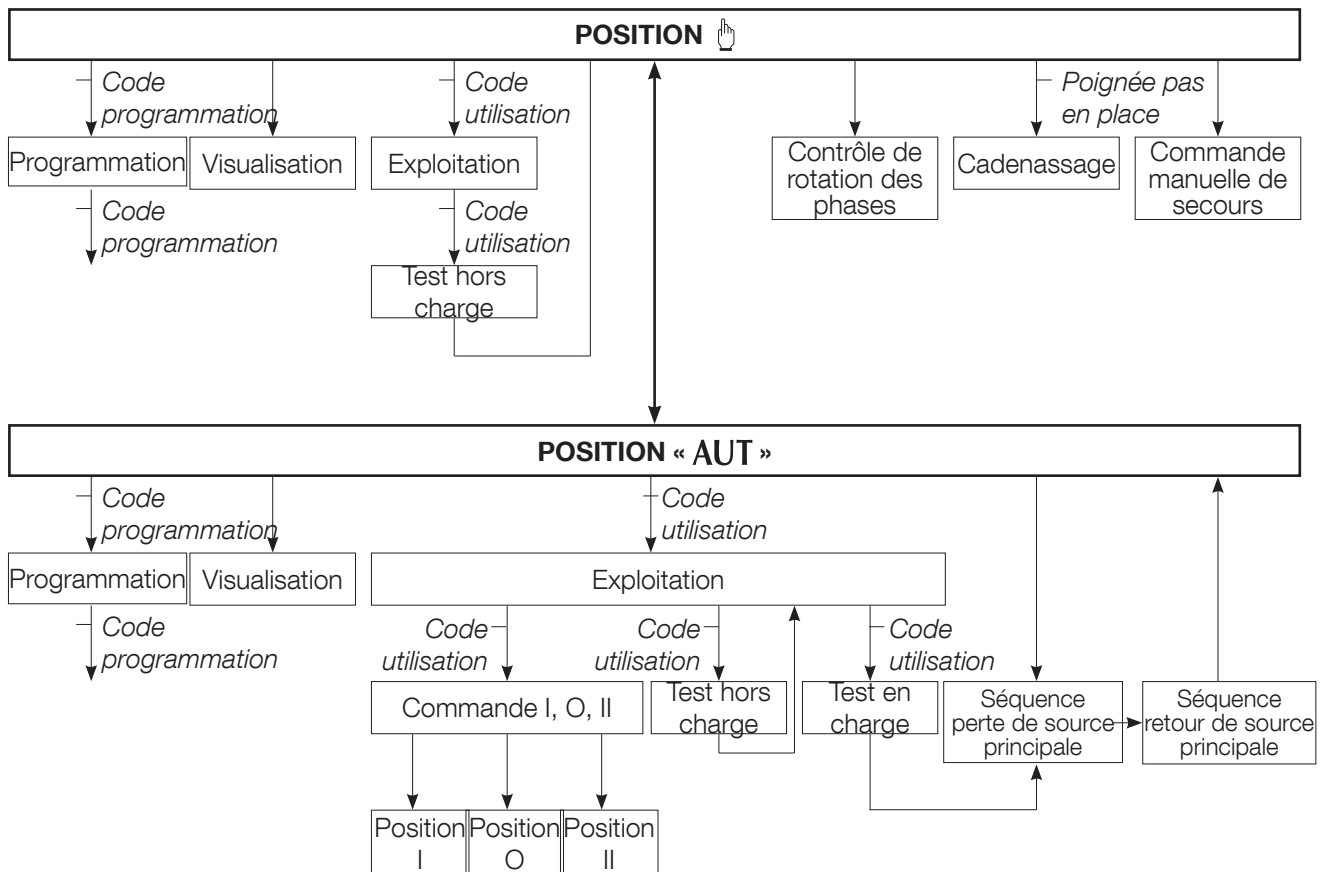 POSITION
Code
programmation
Code
utilisation
Poignée pas
en place
Programmation
Visualisation
Exploitation
Contrôle de
rotation des
phases
Cadenassage
Commande
manuelle de
secours
Code
programmation
Code
utilisation
Test hors
charge
POSITION « AUT »
Code
programmation
Code
utilisation
Programmation
Visualisation
Exploitation
Code
programmation
Code
utilisation
Code
utilisation
Code
utilisation
Commande I, O, II
Test hors
charge
Test en
charge
Séquence
perte de source
principale
Séquence
retour de source
principale
Position
I
Position
O
Position
II